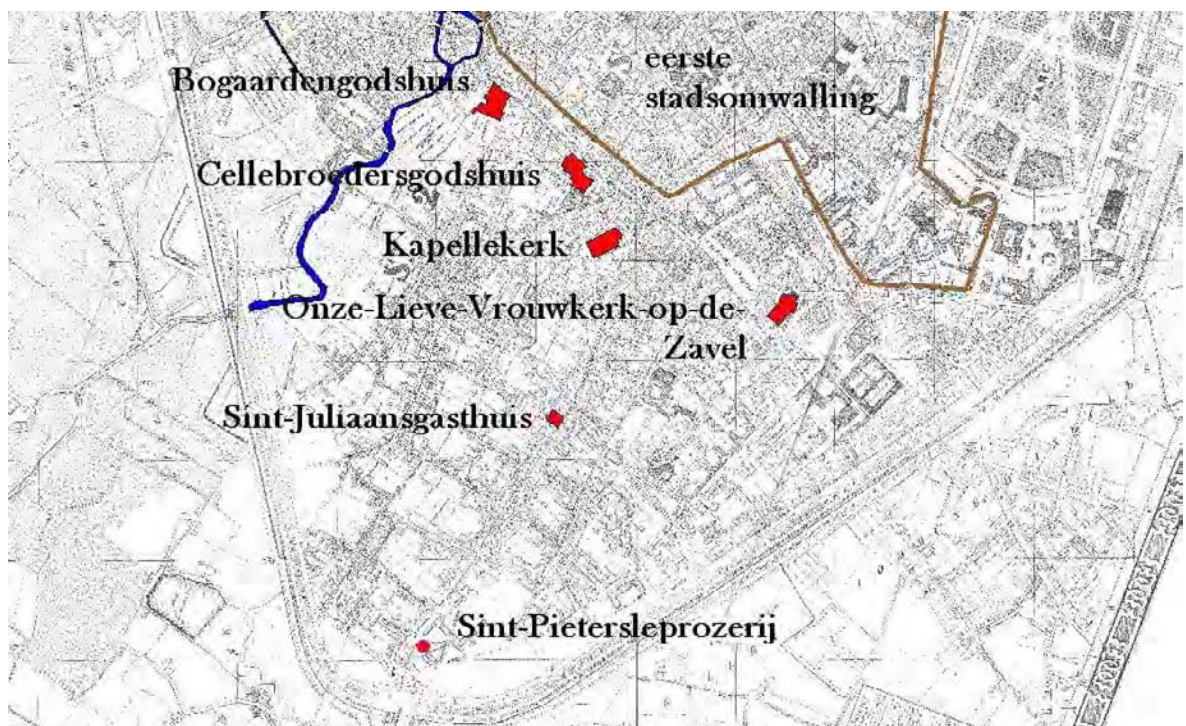 Bogaardengodshuis
eerste
stadsomwalling
Cellebroedersgodshuis
Kapellekerk
Onze-Lieve-Vrouwkerk-op-de-
Zavel
Sint-Juliaansgasthuis
Sint-Pietersleprozerij